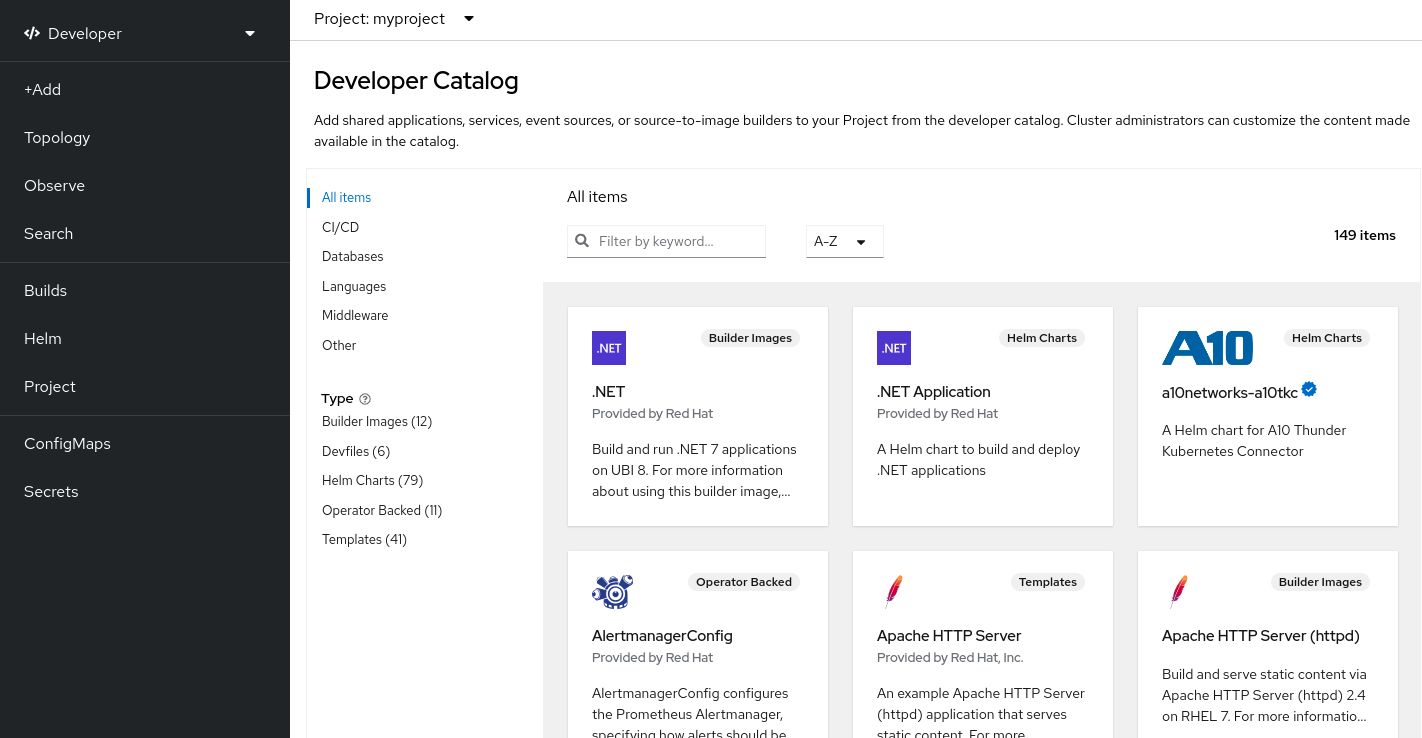 Developer
+Add
Topology
Observe
Search
Builds
Helm
Project
ConfigMaps
Secrets
Project: myproject
Developer Catalog
Add shared applications, services, event sources, or source-to-image builders to your Project from the developer catalog. Cluster administrators can customize the content made
available in the catalog.
All items
CI/CD
Databases
Languages
Middleware
Other
Type
Builder Images (12)
Devfiles (6)
Helm Charts (79)
Operator Backed (11)
Templates (41)
All items
Filter by keyword...
A-Z
149 items
.NET
Builder Images
.NET
Provided by Red Hat
Build and run .NET 7 applications
on UBI 8. For more information
about using this builder image,...
.NET
Helm Charts
.NET Application
Provided by Red Hat
A Helm chart to build and deploy
.NET applications
A10
Helm Charts
a10networks-a10tkc
A Helm chart for A10 Thunder
Kubernetes Connector
Operator Backed
AlertmanagerConfig
Provided by Red Hat
AlertmanagerConfig configures
the Prometheus Alertmanager,
specifying how alerts should be
Templates
Apache HTTP Server
Provided by Red Hat, Inc.
An example Apache HTTP Server
(httpd) application that serves
static content. For more
Builder Images
Apache HTTP Server (httpd)
Build and serve static content via
Apache HTTP Server (httpd) 2.4
on RHEL 7. For more informatio...